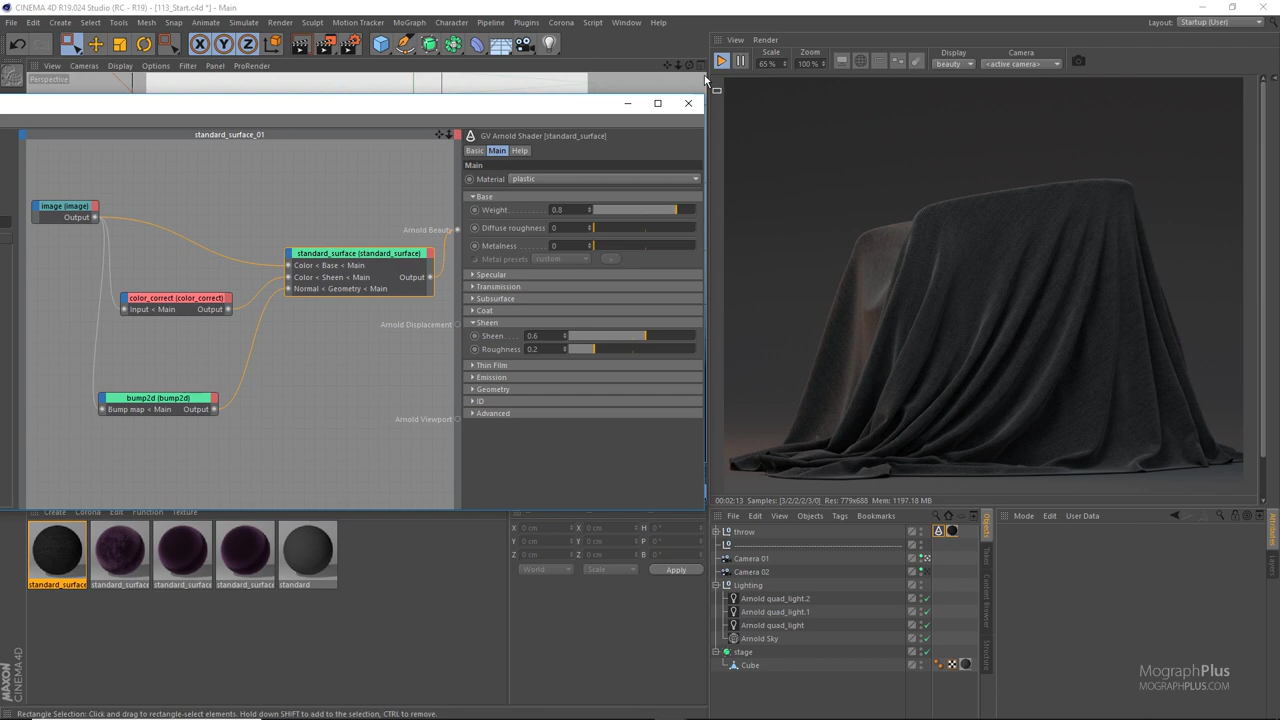 CINEMA 4D R19.024 Studio (RC - R19) - [113_Start.c4d *] - Main
File Edit Create Select Tools Mesh Snap Animate Simulate Render Sculpt Motion Tracker MoGraph Character Pipeline Plugins Corona Script Window Help
Layout: Startup (User)
View Cameras Display Options Filter Panel ProRender
Perspective
View Render
Scale Zoom Display Camera
65 % 100 % beauty <active camera>
standard_surface_01
image (image)
Output
Arnold Beauty
standard_surface (standard_surface)
Color < Base < Main
Color < Sheen < Main Output
Normal < Geometry < Main
color_correct (color_correct)
Input < Main Output
Arnold Displacement
bump2d (bump2d)
Bump map < Main Output
Arnold Viewport
GV Arnold Shader [standard_surface]
Basic Main Help
Main
Material plastic
Base
Weight 0.8
Diffuse roughness 0
Metalness 0
Metal presets custom
Specular
Transmission
Subsurface
Coat
Sheen
Sheen 0.6
Roughness 0.2
Thin Film
Emission
Geometry
ID
Advanced
00:02:13 Samples: [3/2/2/2/3/0] Res: 779x688 Mem: 1197.18 MB
Create Corona Edit Function Texture
standard_surface standard_surface standard_surface standard_surface standard
X 0 cm X 0 cm H 0 °
Y 0 cm Y 0 cm P 0 °
Z 0 cm Z 0 cm B 0 °
World Scale Apply
File Edit View Objects Tags Bookmarks
throw
Camera 01
Camera 02
Lighting
Arnold quad_light.2
Arnold quad_light.1
Arnold quad_light
Arnold Sky
stage
Cube
Objects
Takes
Content Browser
Structure
Mode Edit User Data
Attributes
Layers
MographPlus
MOGRAPHPLUS.COM
MAXON
CINEMA 4D
Rectangle Selection: Click and drag to rectangle-select elements. Hold down SHIFT to add to the selection, CTRL to remove.